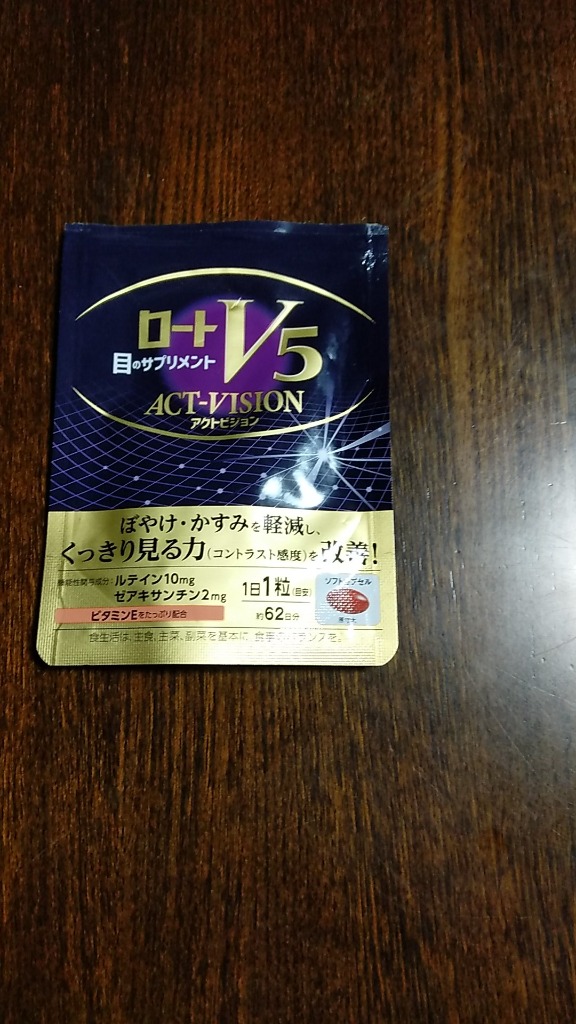 ロート V5
目のサプリメント
ACT-VISION
アクトビジョン
ぼやけ・かすみを軽減し、
くっきり見る力(コントラスト感度)を改善!
機能性関与成分: ルテイン10mg
ゼアキサンチン2mg
ビタミンEをたっぷり配合
1日1粒(目安)
約62日分
ソフトカプセル
原寸大
食生活は、主食、主菜、副菜を基本に、食事のバランスを。